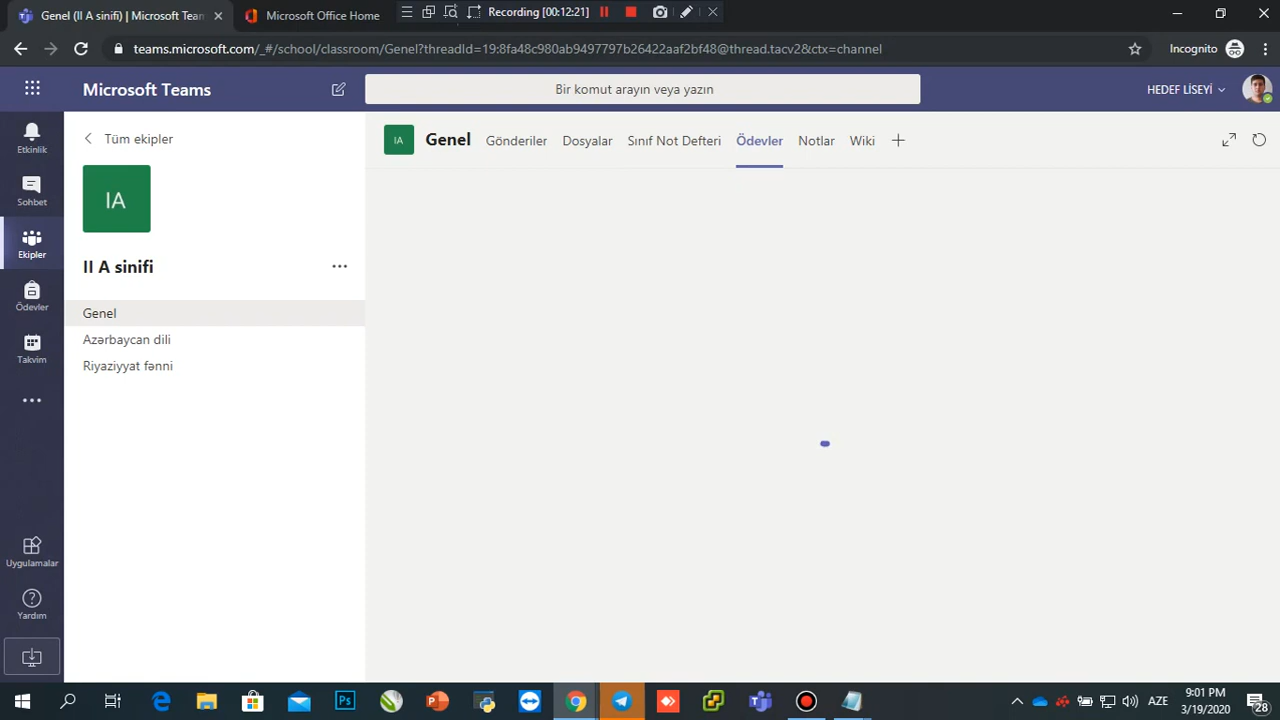 Genel (II A sinifi) | Microsoft Team
Microsoft Office Home
Recording [00:12:21]
teams.microsoft.com/_#/school/classroom/Genel?threadId=19:8fa48c980ab9497797b26422aaf2bf48@thread.tacv2&ctx=channel
Incognito
Microsoft Teams
Bir komut arayın veya yazın
HEDEF LİSEYİ
Etkinlik
Sohbet
Ekipler
Ödevler
Takvim
Uygulamalar
Yardım
Tüm ekipler
IA
II A sinifi
Genel
Azərbaycan dili
Riyaziyyat fənni
IA
Genel
Gönderiler
Dosyalar
Sınıf Not Defteri
Ödevler
Notlar
Wiki
Ps
AZE
9:01 PM
3/19/2020
28